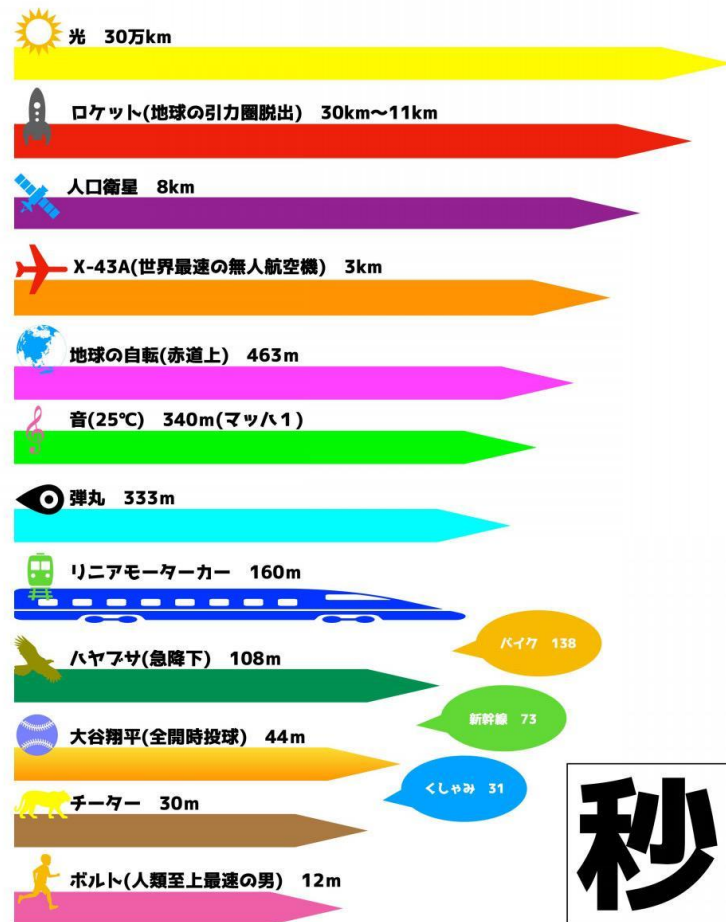 光 30万km
ロケット(地球の引力圏脱出) 30km〜11km
人口衛星 8km
X-43A(世界最速の無人航空機) 3km
地球の自転(赤道上) 463m
音(25℃) 340m(マッハ1)
弾丸 333m
リニアモーターカー 160m
バイク 138
ハヤブサ(急降下) 108m
新幹線 73
大谷翔平(全開時投球) 44m
くしゃみ 31
チーター 30m
ボルト(人類至上最速の男) 12m
秒